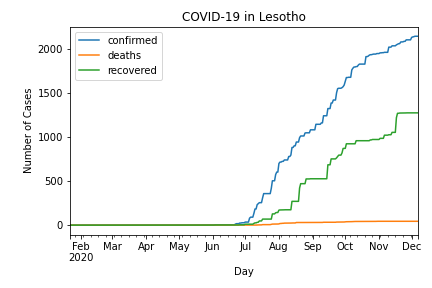 COVID-19 in Lesotho
confirmed
deaths
recovered
Number of Cases
2000
1500
1000
500
0
Feb Mar Apr May Jun Jul Aug Sep Oct Nov Dec
2020
Day